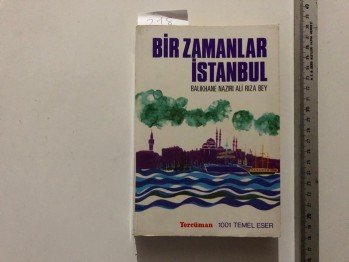 BİR ZAMANLAR
İSTANBUL
BALIKHANE NAZIRI ALİ RIZA BEY
Tercüman 1001 TEMEL ESER